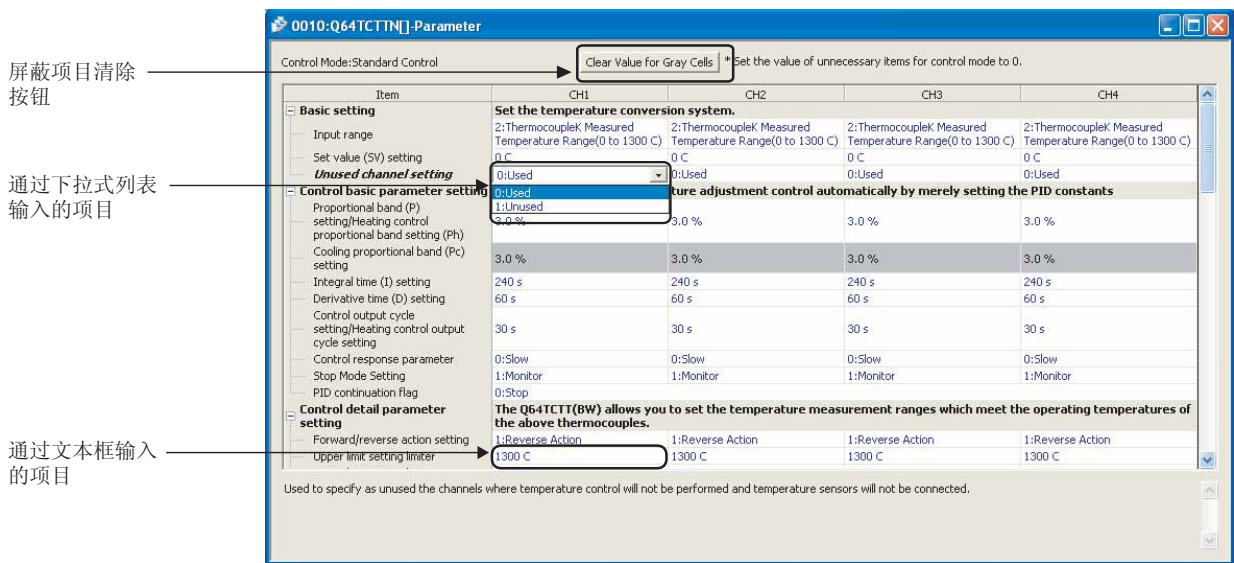 0010:Q64TCTTN[]-Parameter
屏蔽项目清除
按钮
Control Mode:Standard Control
Clear Value for Gray Cells
* Set the value of unnecessary items for control mode to 0.
Item CH1 CH2 CH3 CH4
Basic setting Set the temperature conversion system.
Input range
2:ThermocoupleK Measured 2:ThermocoupleK Measured 2:ThermocoupleK Measured 2:ThermocoupleK Measured
Temperature Range(0 to 1300 C) Temperature Range(0 to 1300 C) Temperature Range(0 to 1300 C) Temperature Range(0 to 1300 C)
Set value (SV) setting 0 C 0 C 0 C 0 C
通过下拉式列表
输入的项目
Unused channel setting 0:Used 0:Used 0:Used 0:Used
0:Used
1:Unused
Control basic parameter setting ture adjustment control automatically by merely setting the PID constants
Proportional band (P)
setting/Heating control
proportional band setting (Ph)
3.0 % 3.0 % 3.0 % 3.0 %
Cooling proportional band (Pc)
setting
3.0 % 3.0 % 3.0 % 3.0 %
Integral time (I) setting 240 s 240 s 240 s 240 s
Derivative time (D) setting 60 s 60 s 60 s 60 s
Control output cycle
setting/Heating control output
cycle setting
30 s 30 s 30 s 30 s
Control response parameter 0:Slow 0:Slow 0:Slow 0:Slow
Stop Mode Setting 1:Monitor 1:Monitor 1:Monitor 1:Monitor
PID continuation flag 0:Stop
Control detail parameter
setting
The Q64TCTT(BW) allows you to set the temperature measurement ranges which meet the operating temperatures of
the above thermocouples.
Forward/reverse action setting 1:Reverse Action 1:Reverse Action 1:Reverse Action 1:Reverse Action
通过文本框输入
的项目
Upper limit setting limiter 1300 C 1300 C 1300 C 1300 C
Used to specify as unused the channels where temperature control will not be performed and temperature sensors will not be connected.